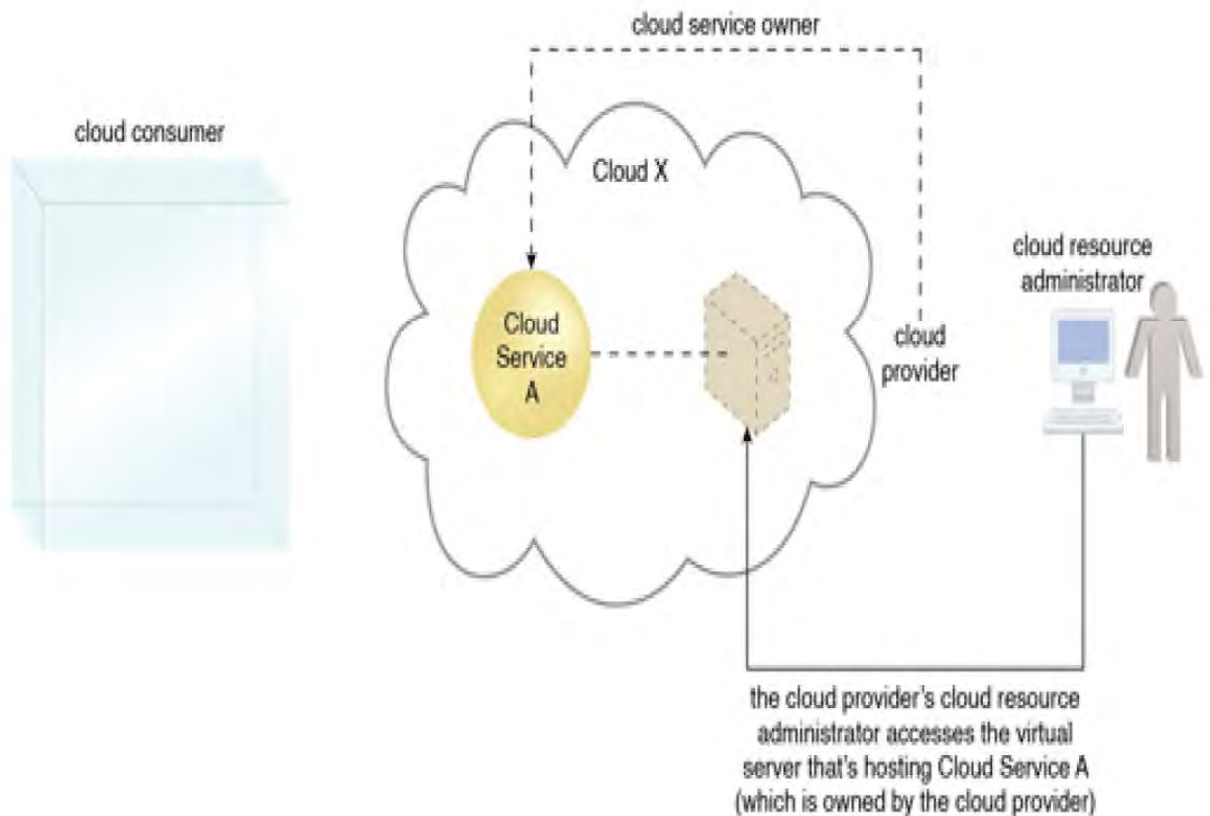 cloud service owner
cloud consumer
Cloud X
cloud resource
administrator
Cloud
Service
A
cloud
provider
the cloud provider's cloud resource
administrator accesses the virtual
server that's hosting Cloud Service A
(which is owned by the cloud provider)